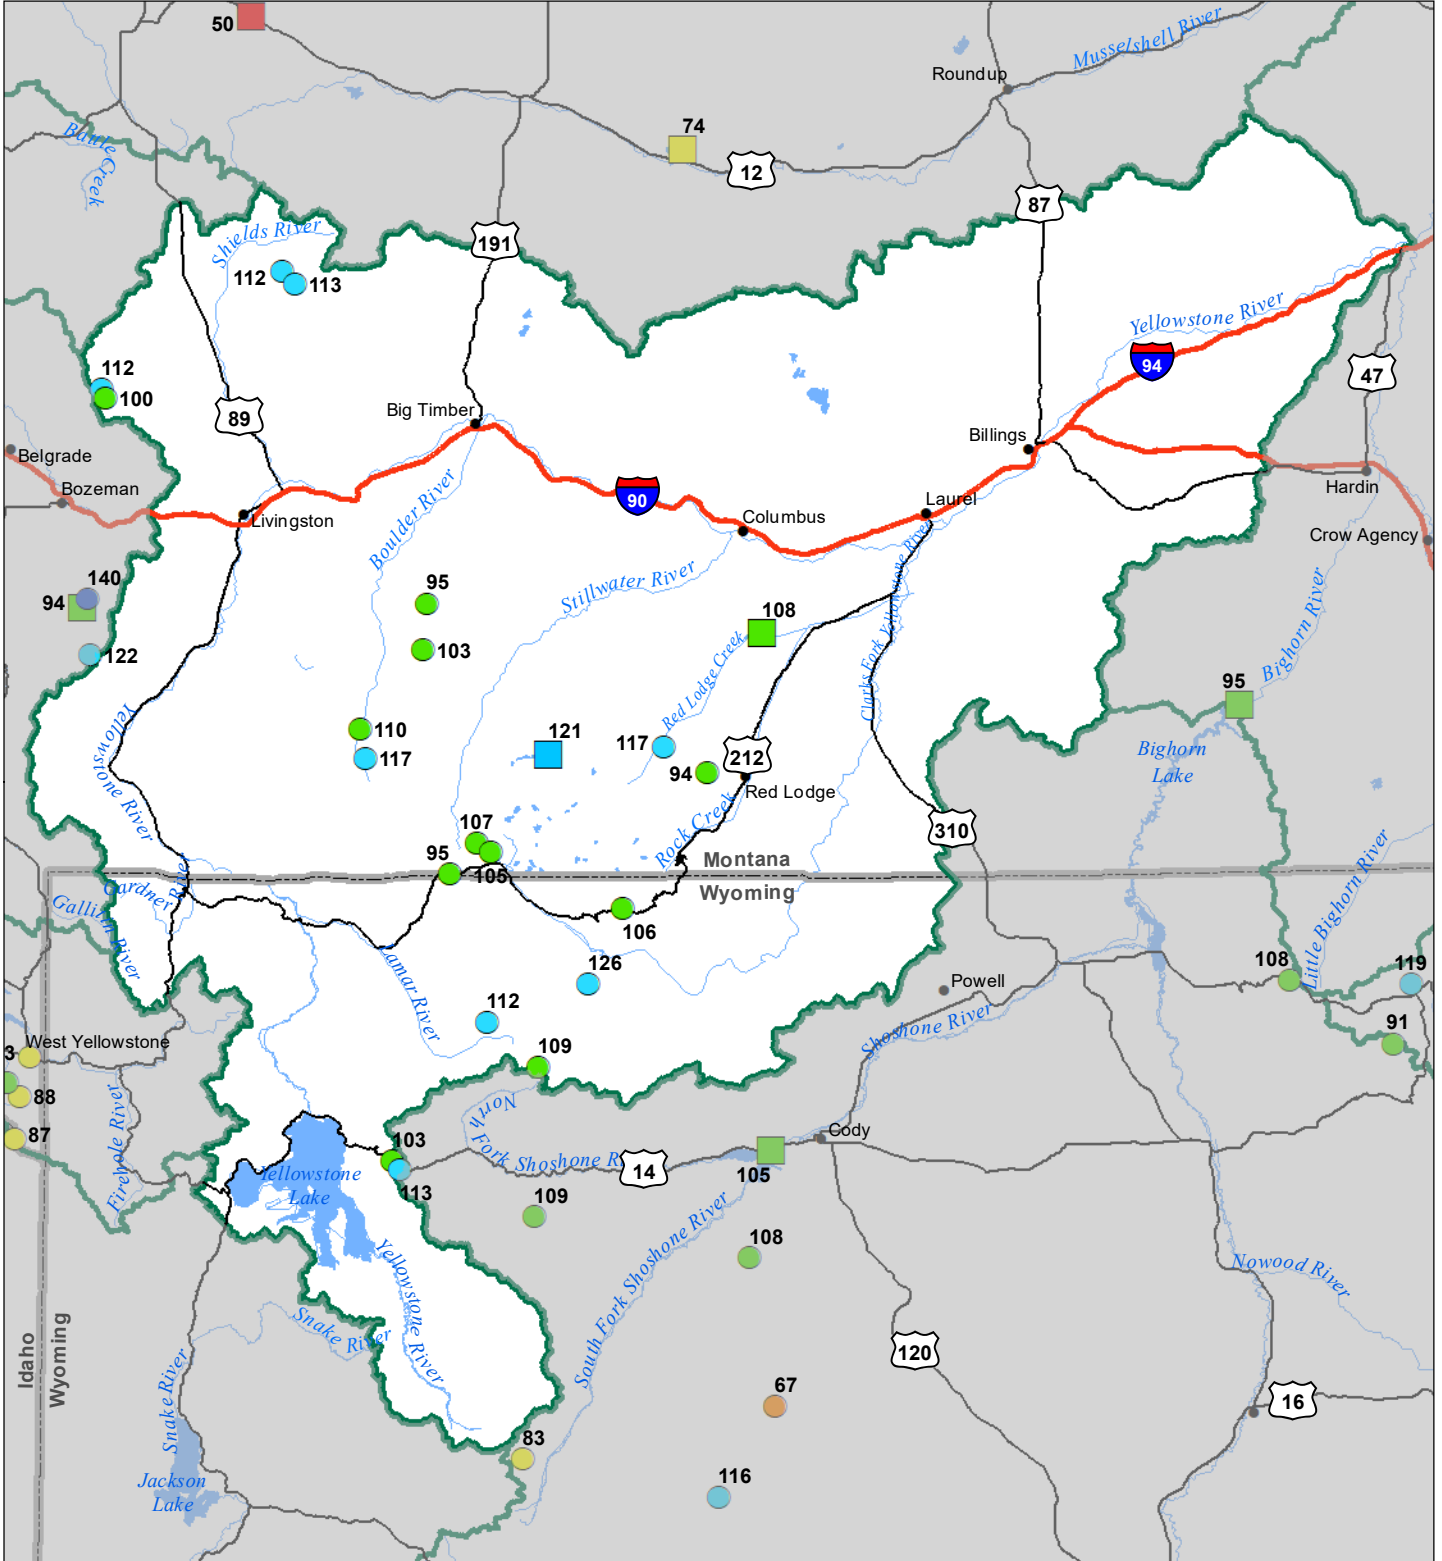 50
Musselshell River
Roundup
74
12
Battle Creek
87
Shields River
191
112
113
Yellowstone River
94
47
112
100
89
Big Timber
Billings
Belgrade
Bozeman
Livingston
90
Laurel
Columbus
Hardin
Crow Agency
Boulder River
Stillwater River
Clarks Fork Yellowstone River
Bighorn River
140
94
95
108
103
122
Red Lodge Creek
95
Yellowstone River
110
117
121
117
94
212
Red Lodge
Bighorn
Lake
310
107
95
105
Rock Creek
Montana
Wyoming
Little Bighorn River
Gardner River
Gallatin River
106
126
112
Lamar River
Powell
Shoshone River
108
119
91
West Yellowstone
3
88
87
Firehole River
109
North Fork Shoshone R
14
105
Cody
103
113
Yellowstone
Lake
109
108
South Fork Shoshone River
Nowood River
Yellowstone River
Snake River
Snake River
Idaho
Wyoming
120
67
16
83
116
Jackson
Lake